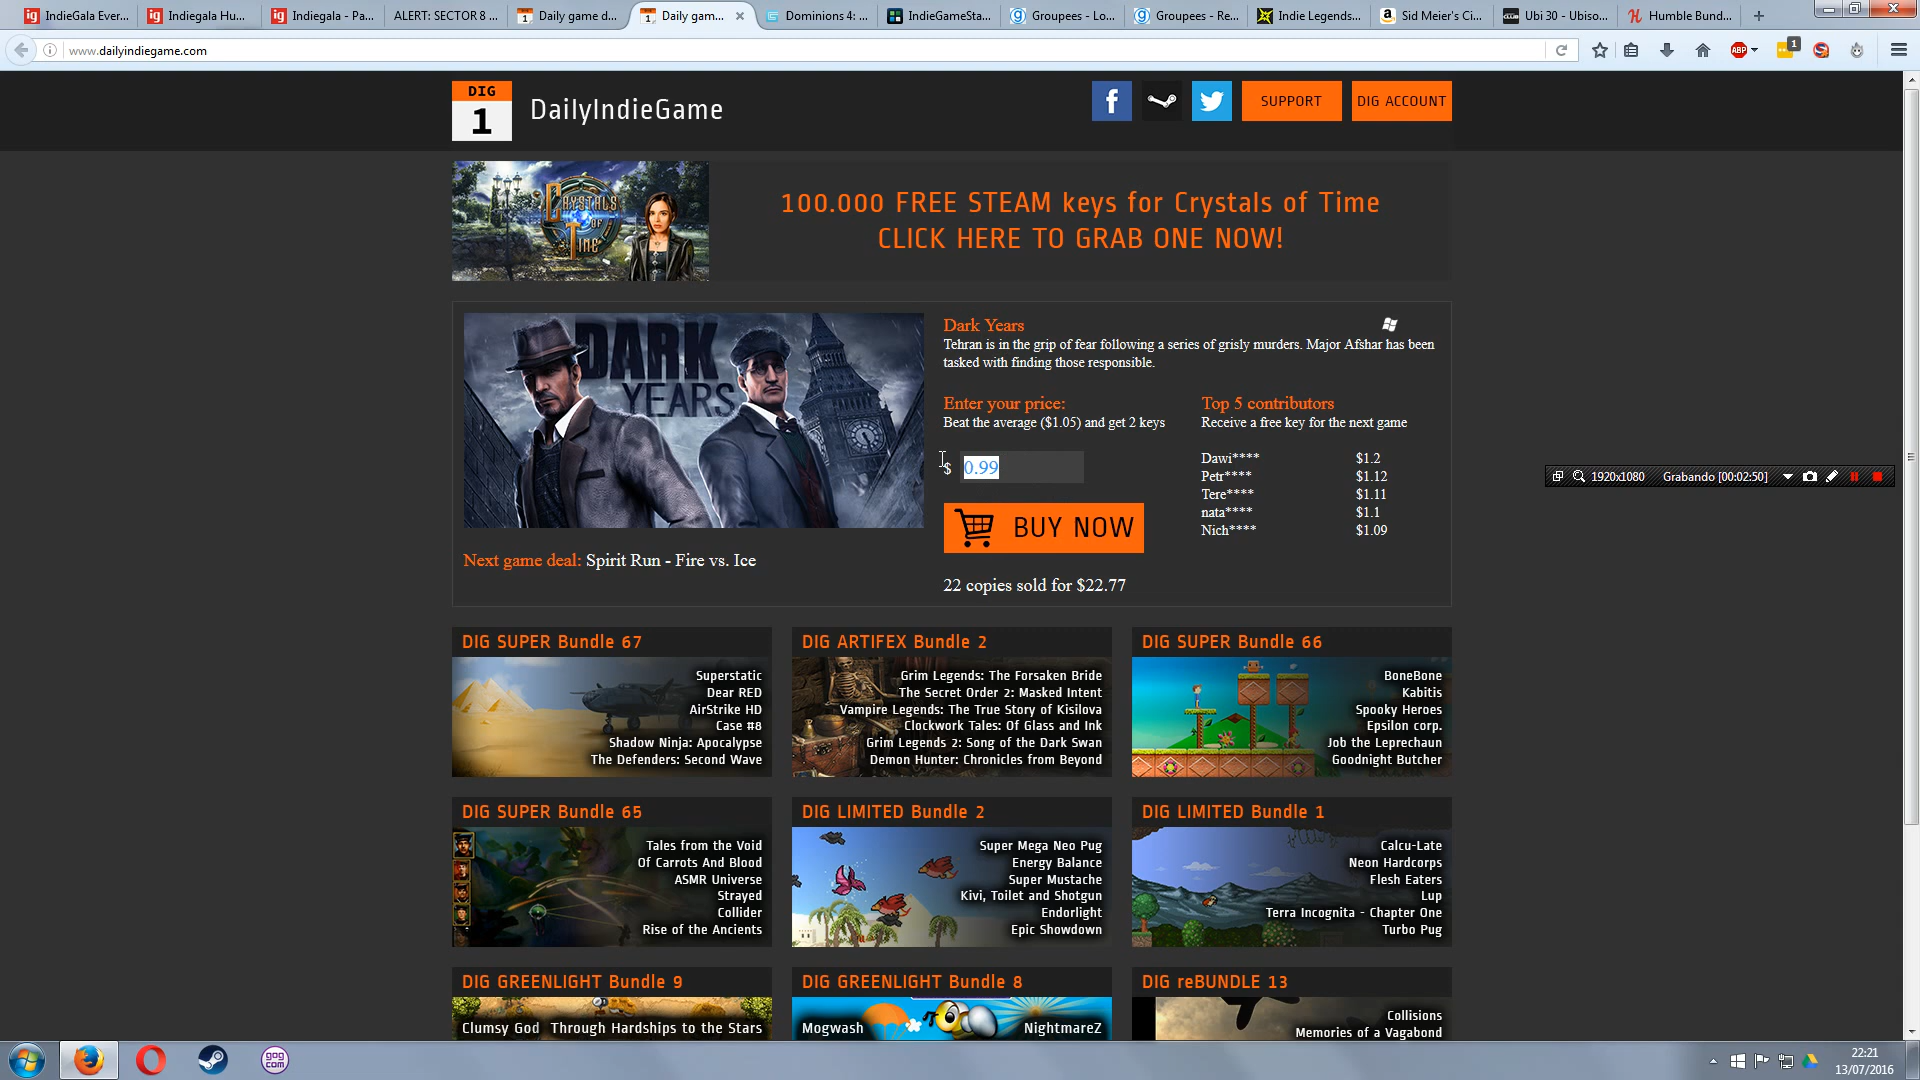 IndieGala Ever...
Indiegala Hu...
Indiegala - Pa...
ALERT: SECTOR 8 ...
Daily game d...
Daily gam...
Dominions 4: ...
IndieGameSta...
Groupees - Lo...
Groupees - Re...
Indie Legends...
Sid Meier's Ci...
Ubi 30 - Ubiso...
Humble Bund...
www.dailyindiegame.com
ABP
1
DIG
1
DailyIndieGame
SUPPORT
DIG ACCOUNT
CRYSTALS
OF
TIME
100.000 FREE STEAM keys for Crystals of Time
CLICK HERE TO GRAB ONE NOW!
DARK
YEARS
Dark Years
Tehran is in the grip of fear following a series of grisly murders. Major Afshar has been
tasked with finding those responsible.
Enter your price:
Beat the average ($1.05) and get 2 keys
$ 0.99
BUY NOW
22 copies sold for $22.77
Top 5 contributors
Receive a free key for the next game
Dawi**** $1.2
Petr**** $1.12
Tere**** $1.11
nata**** $1.1
Nich**** $1.09
Next game deal: Spirit Run - Fire vs. Ice
1920x1080 Grabando [00:02:50]
DIG SUPER Bundle 67
Superstatic
Dear RED
AirStrike HD
Case #8
Shadow Ninja: Apocalypse
The Defenders: Second Wave
DIG ARTIFEX Bundle 2
Grim Legends: The Forsaken Bride
The Secret Order 2: Masked Intent
Vampire Legends: The True Story of Kisilova
Clockwork Tales: Of Glass and Ink
Grim Legends 2: Song of the Dark Swan
Demon Hunter: Chronicles from Beyond
DIG SUPER Bundle 66
BoneBone
Kabitis
Spooky Heroes
Epsilon corp.
Job the Leprechaun
Goodnight Butcher
DIG SUPER Bundle 65
Tales from the Void
Of Carrots And Blood
ASMR Universe
Strayed
Collider
Rise of the Ancients
DIG LIMITED Bundle 2
Super Mega Neo Pug
Energy Balance
Super Mustache
Kivi, Toilet and Shotgun
Endorlight
Epic Showdown
DIG LIMITED Bundle 1
Calcu-Late
Neon Hardcorps
Flesh Eaters
Lup
Terra Incognita - Chapter One
Turbo Pug
DIG GREENLIGHT Bundle 9
Clumsy God Through Hardships to the Stars
DIG GREENLIGHT Bundle 8
Mogwash NightmareZ
DIG reBUNDLE 13
Collisions
Memories of a Vagabond
gog
com
22:21
13/07/2016